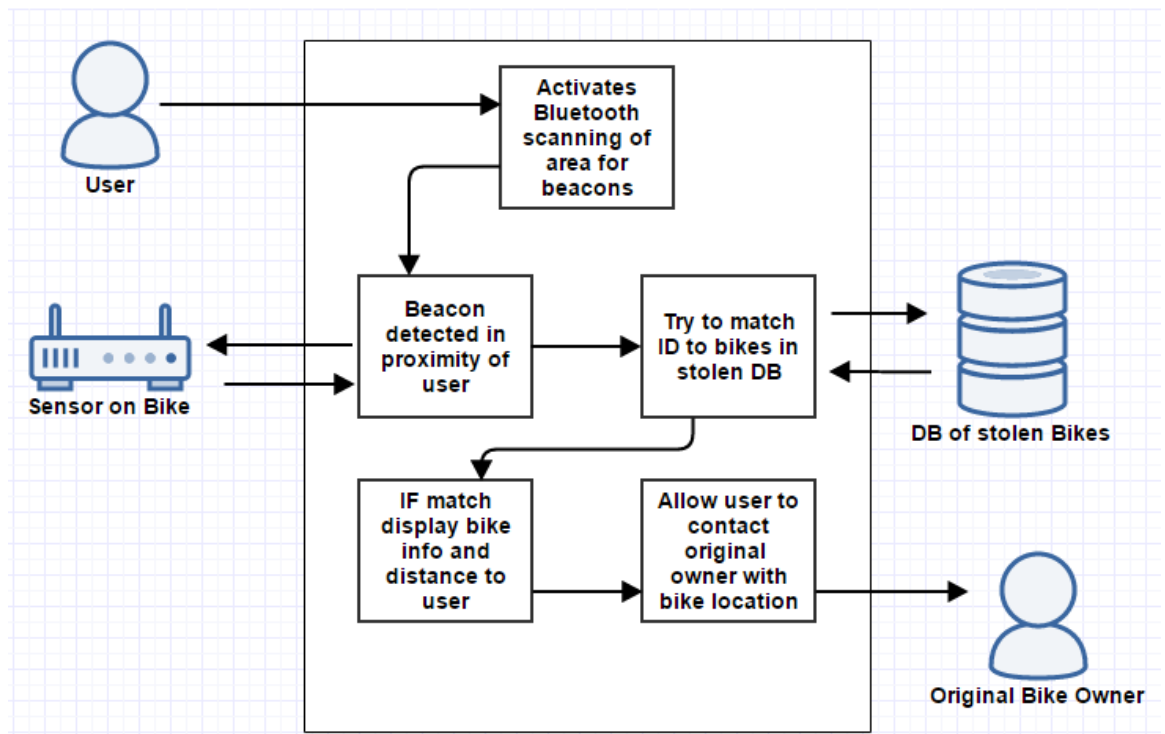 Activates
Bluetooth
scanning of
area for
beacons
User
Beacon
detected in
proximity of
user
Try to match
ID to bikes in
stolen DB
Sensor on Bike
DB of stolen Bikes
IF match
display bike
info and
distance to
user
Allow user to
contact
original
owner with
bike location
Original Bike Owner